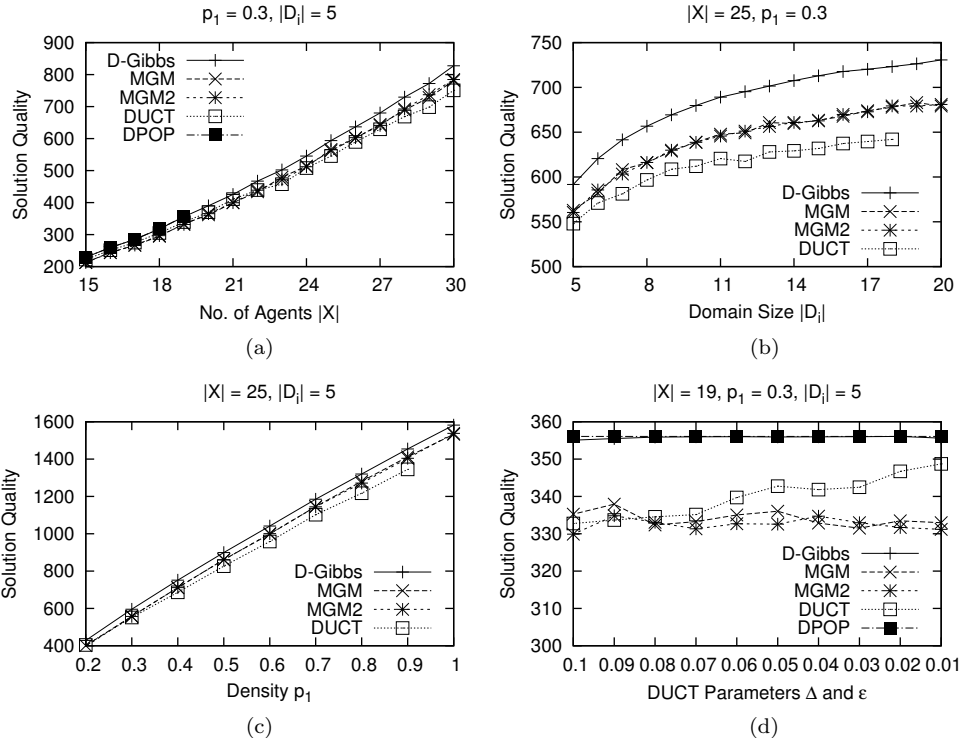 p1 = 0.3, |Di| = 5
Solution Quality
900
800
700
600
500
400
300
200
D-Gibbs
MGM
MGM2
DUCT
DPOP
15 18 21 24 27 30
No. of Agents |X|
(a)
|X| = 25, p1 = 0.3
Solution Quality
750
700
650
600
550
500
D-Gibbs
MGM
MGM2
DUCT
5 8 11 14 17 20
Domain Size |Di|
(b)
|X| = 25, |Di| = 5
Solution Quality
1600
1400
1200
1000
800
600
400
D-Gibbs
MGM
MGM2
DUCT
0.2 0.3 0.4 0.5 0.6 0.7 0.8 0.9 1
Density p1
(c)
|X| = 19, p1 = 0.3, |Di| = 5
Solution Quality
360
350
340
330
320
310
300
D-Gibbs
MGM
MGM2
DUCT
DPOP
0.1 0.09 0.08 0.07 0.06 0.05 0.04 0.03 0.02 0.01
DUCT Parameters Δ and ε
(d)